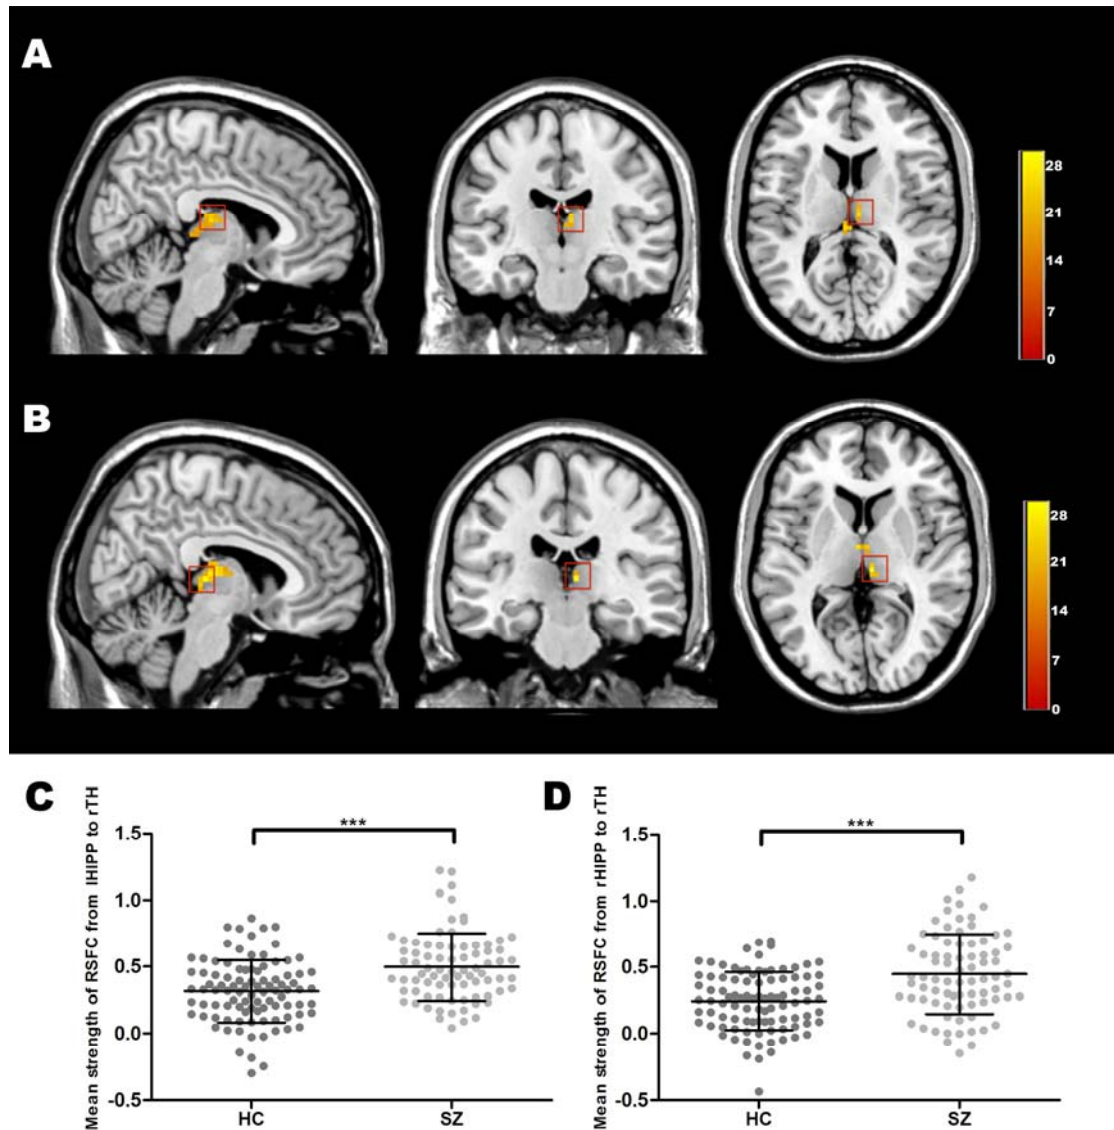 A
28
21
14
7
0
B
28
21
14
7
0
C
Mean strength of RSFC from lHIPP to rTH
1.5
1.0
0.5
0.0
-0.5
***
HC
SZ
D
Mean strength of RSFC from rHIPP to rTH
1.5
1.0
0.5
0.0
-0.5
***
HC
SZ